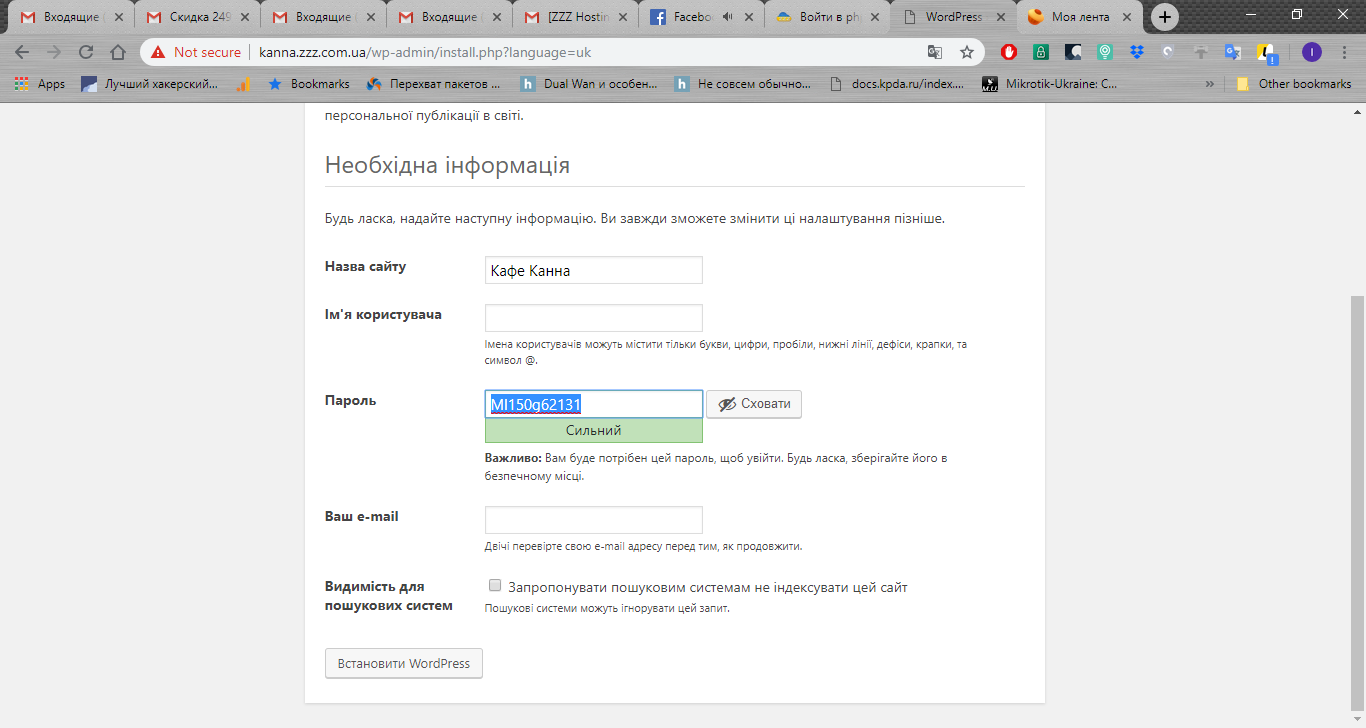 Входящие (
Скидка 249
Входящие (
Входящие (
[ZZZ Hostin
Facebo
Войти в ph
WordPress
Моя лента
Not secure
kanna.zzz.com.ua/wp-admin/install.php?language=uk
Apps
Лучший хакерский...
Bookmarks
Перехват пакетов ...
Dual Wan и особен...
Не совсем обычно...
docs.kpda.ru/index....
Mikrotik-Ukraine: С...
»
Other bookmarks
персональної публікації в світі.
Необхідна інформація
Будь ласка, надайте наступну інформацію. Ви завжди зможете змінити ці налаштування пізніше.
Назва сайту
Кафе Канна
Ім'я користувача
Імена користувачів можуть містити тільки букви, цифри, пробіли, нижні лінії, дефіси, крапки, та
символ @.
Пароль
MI150g62131
Сховати
Сильний
Важливо: Вам буде потрібен цей пароль, щоб увійти. Будь ласка, зберігайте його в
безпечному місці.
Ваш e-mail
Двічі перевірте свою e-mail адресу перед тим, як продовжити.
Видимість для
пошукових систем
Запропонувати пошуковим системам не індексувати цей сайт
Пошукові системи можуть ігнорувати цей запит.
Встановити WordPress